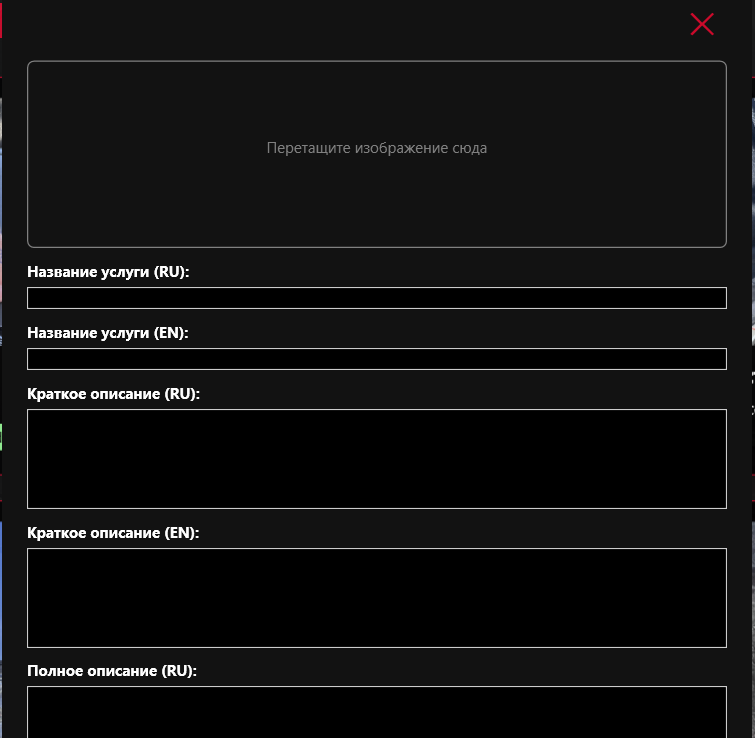 Перетащите изображение сюда
Название услуги (RU):
Название услуги (EN):
Краткое описание (RU):
Краткое описание (EN):
Полное описание (RU):